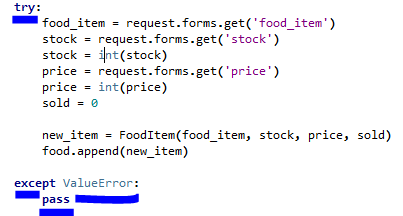 try:
food_item = request.forms.get('food_item')
stock = request.forms.get('stock')
stock = int(stock)
price = request.forms.get('price')
price = int(price)
sold = 0
new_item = FoodItem(food_item, stock, price, sold)
food.append(new_item)
except ValueError:
pass